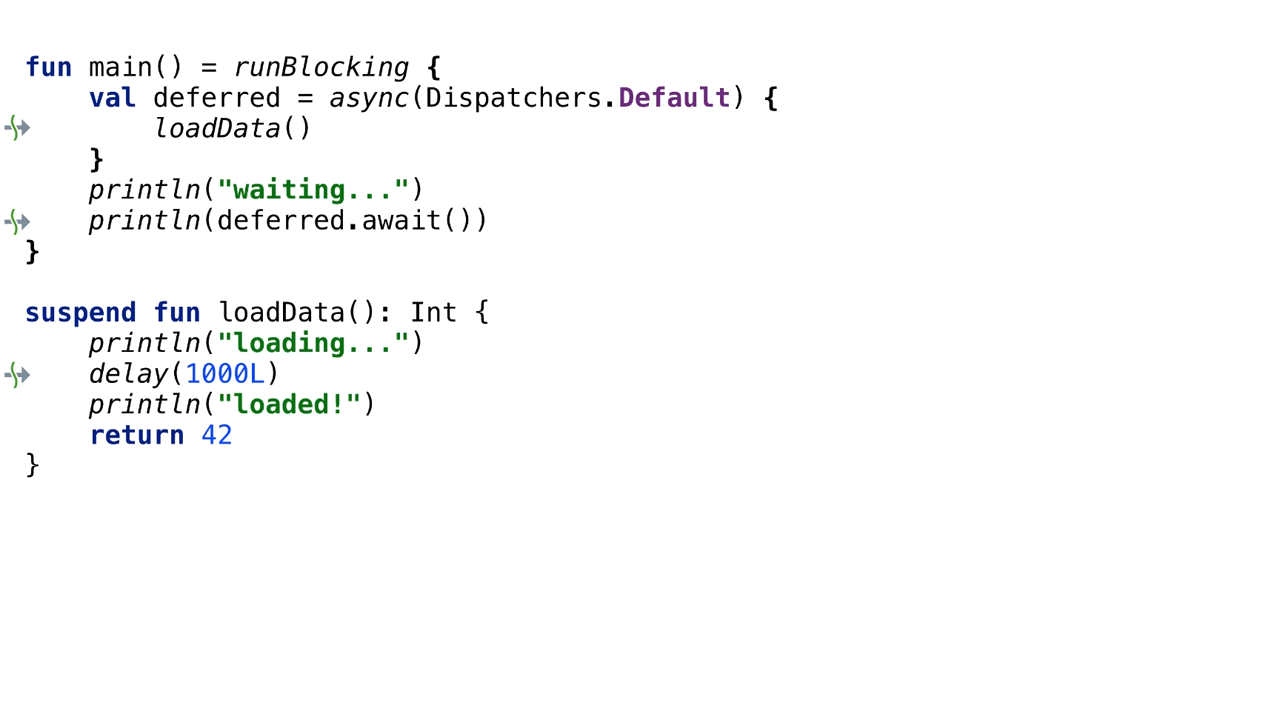 fun main() = runBlocking {
    val deferred = async(Dispatchers.Default) {
        loadData()
    }
    println("waiting...")
    println(deferred.await())
}
suspend fun loadData(): Int {
    println("loading...")
    delay(1000L)
    println("loaded!")
    return 42
}